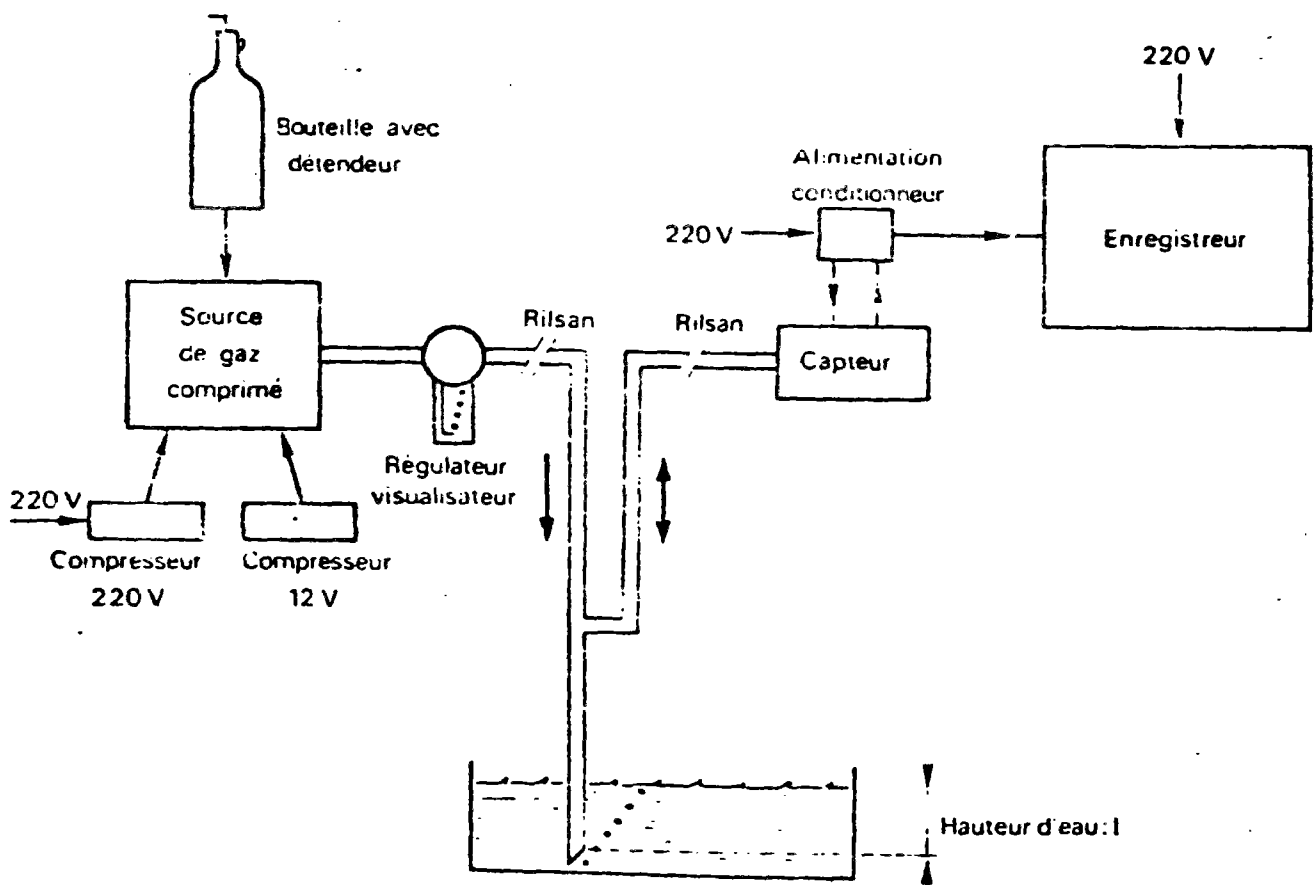 220 V
Bouteille avec
détendeur
Alimentation
conditionneur
220 V
Enregistreur
Source
de gaz
comprimé
Rilsan
Rilsan
Capteur
Régulateur
visualisateur
220 V
Compresseur
220 V
Compresseur
12 V
Hauteur d'eau : l